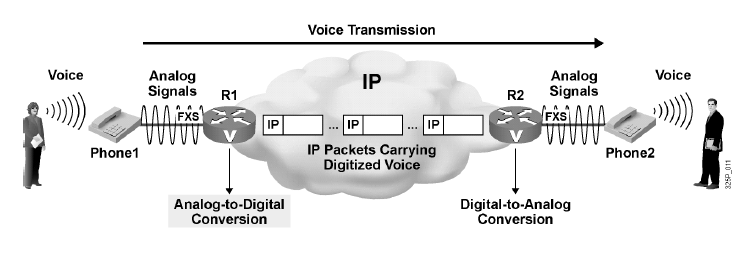 Voice Transmission
Voice
Analog
Signals
FXS
R1
V
IP
IP
...
IP
...
IP
IP Packets Carrying
Digitized Voice
R2
V
FXS
Analog
Signals
Voice
Phone1
Phone2
Analog-to-Digital
Conversion
Digital-to-Analog
Conversion
325P_011